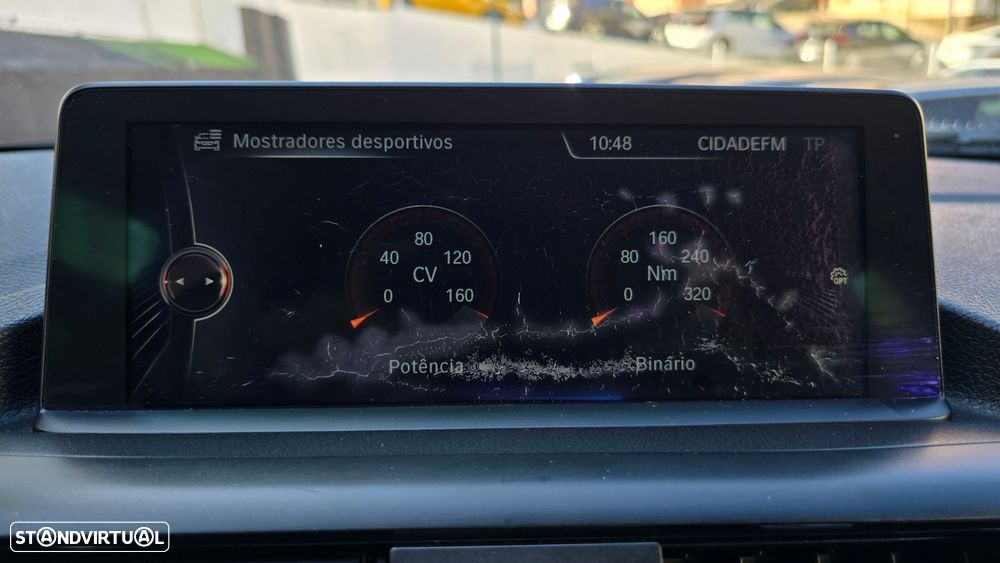 Mostradores desportivos
10:48 CIDADEFM TP
80 160
40 120 80 240
CV Nm
0 160 0 320
OPT
Potência Binário
STANDVIRTUAL